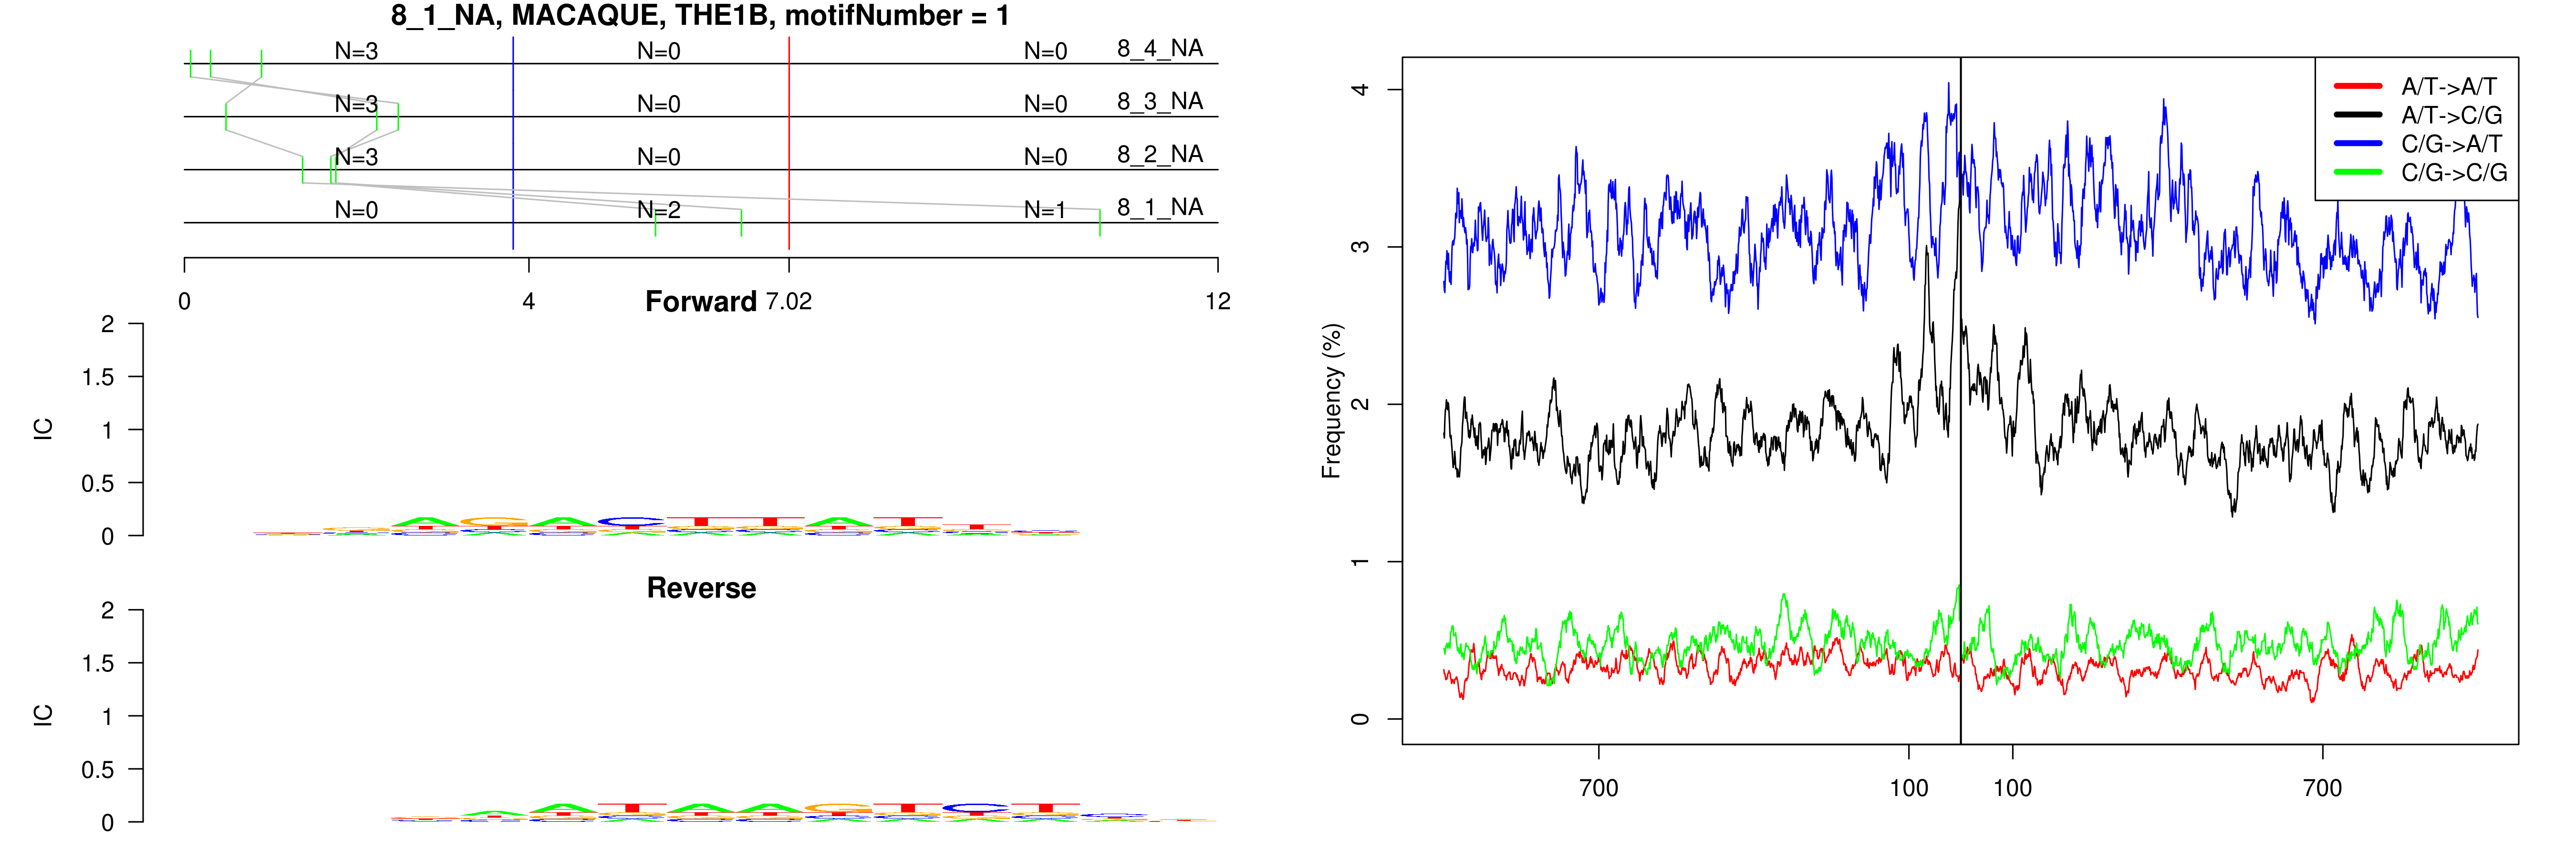 8_1_NA, MACAQUE, THE1B, motifNumber = 1
N=3 N=0 N=0 8_4_NA
N=3 N=0 N=0 8_3_NA
N=3 N=0 N=0 8_2_NA
N=0 N=2 N=1 8_1_NA
0 4 7.02 12
Forward
IC
2
1.5
1
0.5
0
AGACTTATT
Reverse
IC
2
1.5
1
0.5
0
AATAAGTCT
Frequency (%)
4
3
2
1
0
700 100 100 700
A/T->A/T
A/T->C/G
C/G->A/T
C/G->C/G